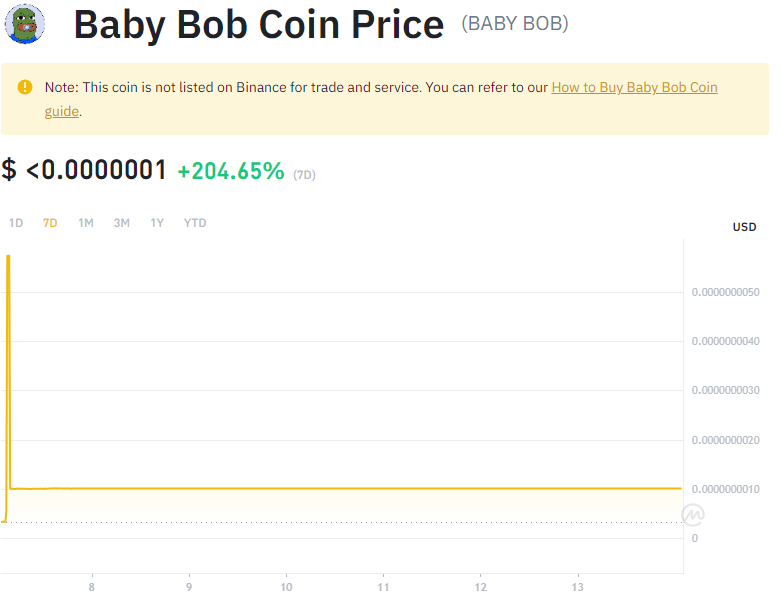 Baby Bob Coin Price (BABY BOB)
Note: This coin is not listed on Binance for trade and service. You can refer to our How to Buy Baby Bob Coin
guide.
$ <0.0000001 +204.65% (7D)
1D 7D 1M 3M 1Y YTD
USD
0.0000000050
0.0000000040
0.0000000030
0.0000000020
0.0000000010
0
8 9 10 11 12 13